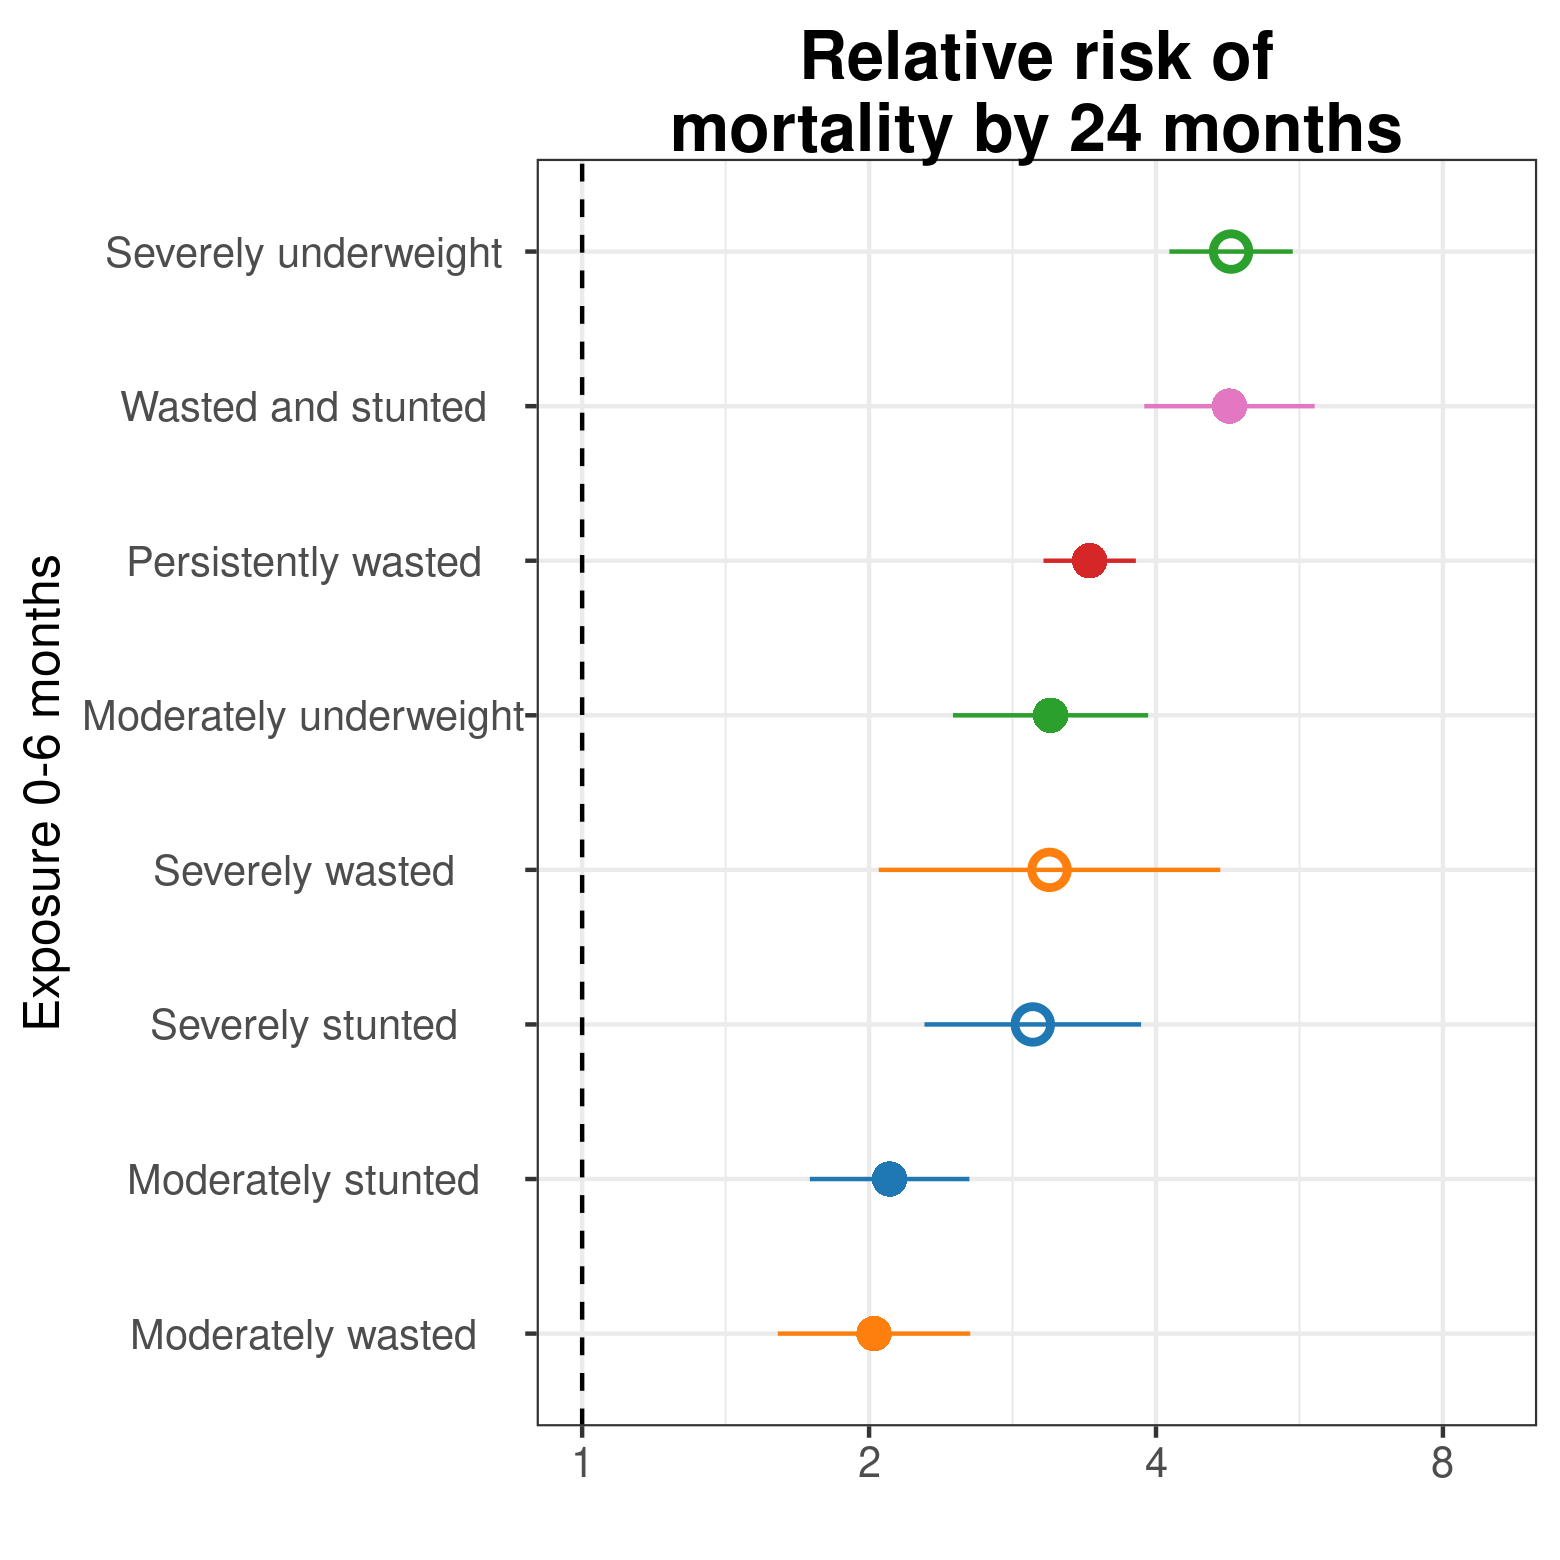 Relative risk of
mortality by 24 months
Exposure 0-6 months
Severely underweight
Wasted and stunted
Persistently wasted
Moderately underweight
Severely wasted
Severely stunted
Moderately stunted
Moderately wasted
1 2 4 8